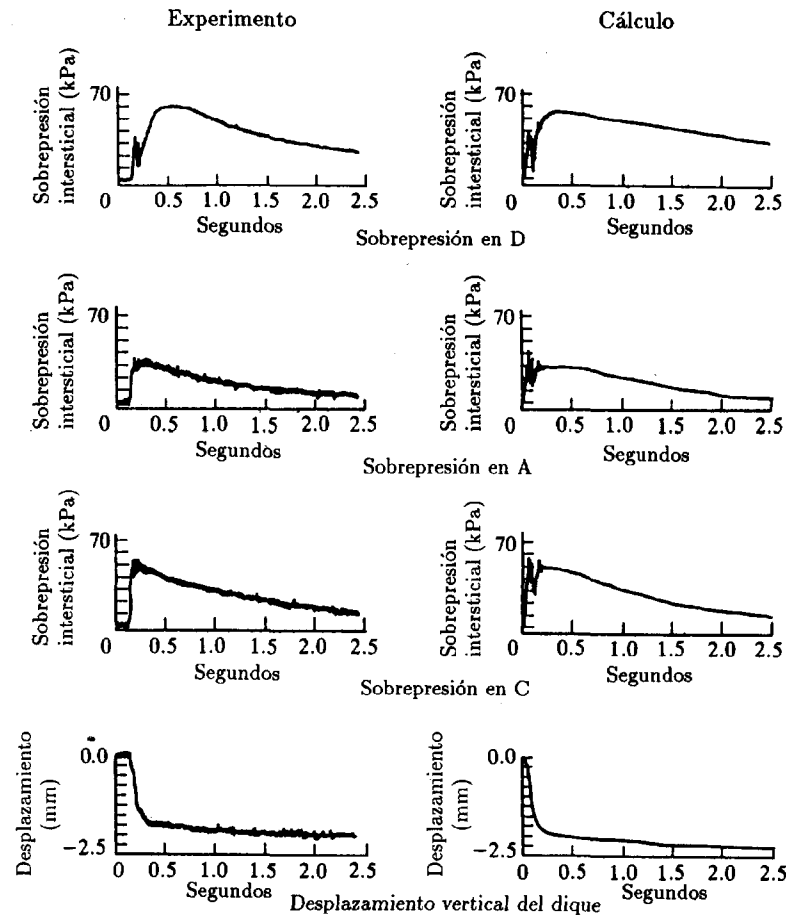 Experimento
Cálculo
Sobrepresión
intersticial (kPa)
70
0
0.5
1.0
1.5
2.0
2.5
Segundos
Sobrepresión
intersticial (kPa)
70
0
0.5
1.0
1.5
2.0
2.5
Segundos
Sobrepresión en D
Sobrepresión
intersticial (kPa)
70
0
0.5
1.0
1.5
2.0
2.5
Segundos
Sobrepresión
intersticial (kPa)
70
0
0.5
1.0
1.5
2.0
2.5
Segundos
Sobrepresión en A
Sobrepresión
intersticial (kPa)
70
0
0.5
1.0
1.5
2.0
2.5
Segundos
Sobrepresión
intersticial (kPa)
70
0
0.5
1.0
1.5
2.0
2.5
Segundos
Sobrepresión en C
Desplazamiento
(mm)
0.0
−2.5
0
0.5
1.0
1.5
2.0
2.5
Segundos
Desplazamiento
(mm)
0.0
−2.5
0
0.5
1.0
1.5
2.0
2.5
Segundos
Desplazamiento vertical del dique